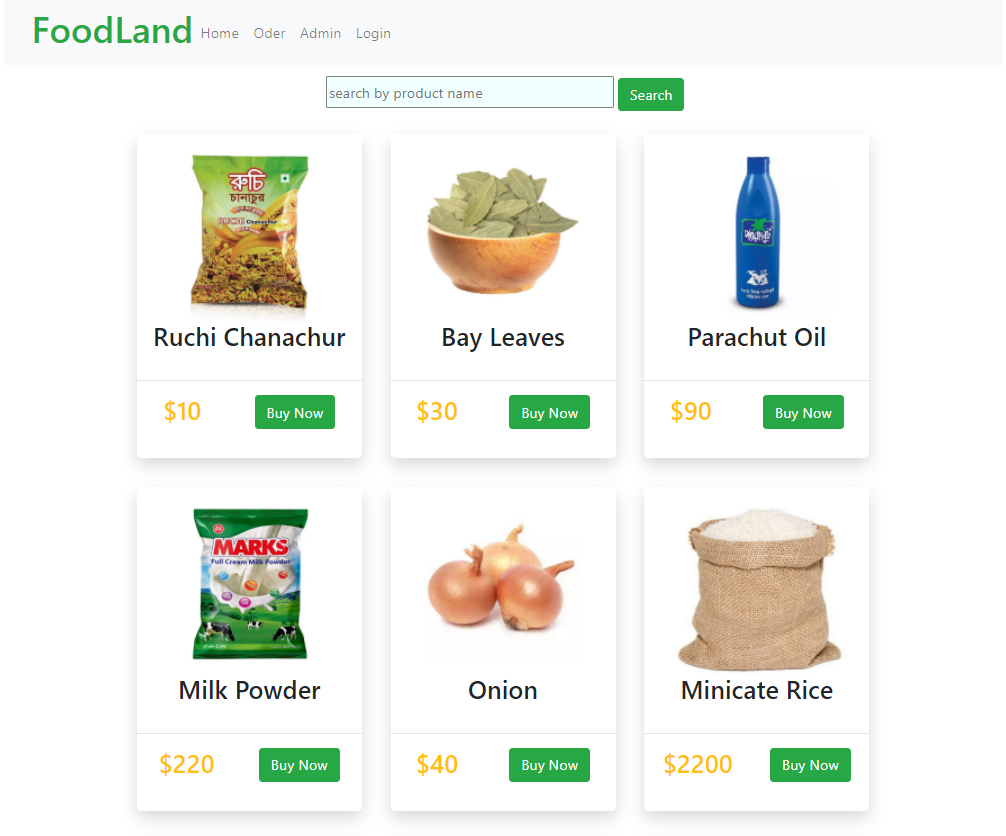 FoodLand Home Oder Admin Login
search by product name Search
রুচি
চানাচুর
RUCHI Chanachur
Ruchi Chanachur
$10 Buy Now
Bay Leaves
$30 Buy Now
Parachut Oil
$90 Buy Now
MARKS
Full Cream Milk Powder
Milk Powder
$220 Buy Now
Onion
$40 Buy Now
Minicate Rice
$2200 Buy Now